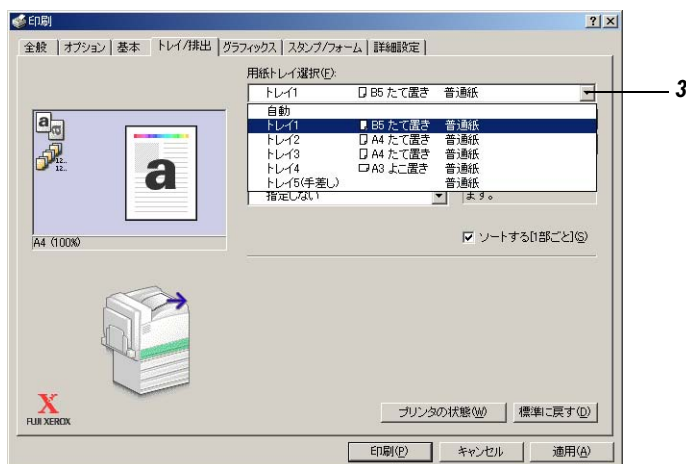 印刷
全般 オプション 基本 トレイ/排出 グラフィックス スタンプ/フォーム 詳細設定
用紙トレイ選択(F):
トレイ1 B5 たて置き 普通紙
3
自動
トレイ1 B5 たて置き 普通紙
トレイ2 A4 たて置き 普通紙
トレイ3 A4 たて置き 普通紙
トレイ4 A3 よこ置き 普通紙
トレイ5(手差し) 普通紙
指定しない ます。
a a
12..
12..
a
A4 (100%)
ソートする[1部ごと](S)
X
FUJI XEROX
プリンタの状態(W) 標準に戻す(D)
印刷(P) キャンセル 適用(A)